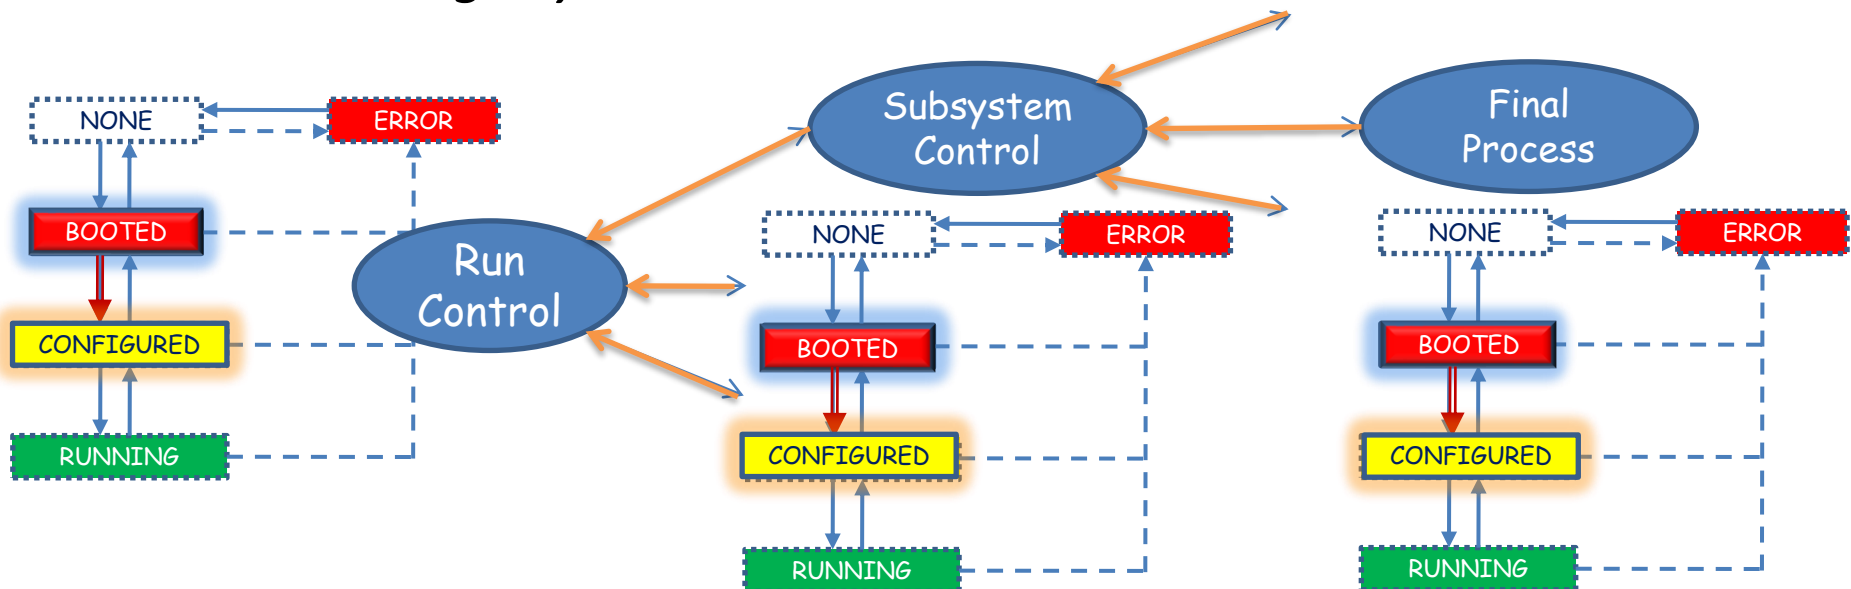 NONE
ERROR
BOOTED
CONFIGURED
RUNNING
Run
Control
Subsystem
Control
NONE
ERROR
BOOTED
CONFIGURED
RUNNING
Final
Process
NONE
ERROR
BOOTED
CONFIGURED
RUNNING